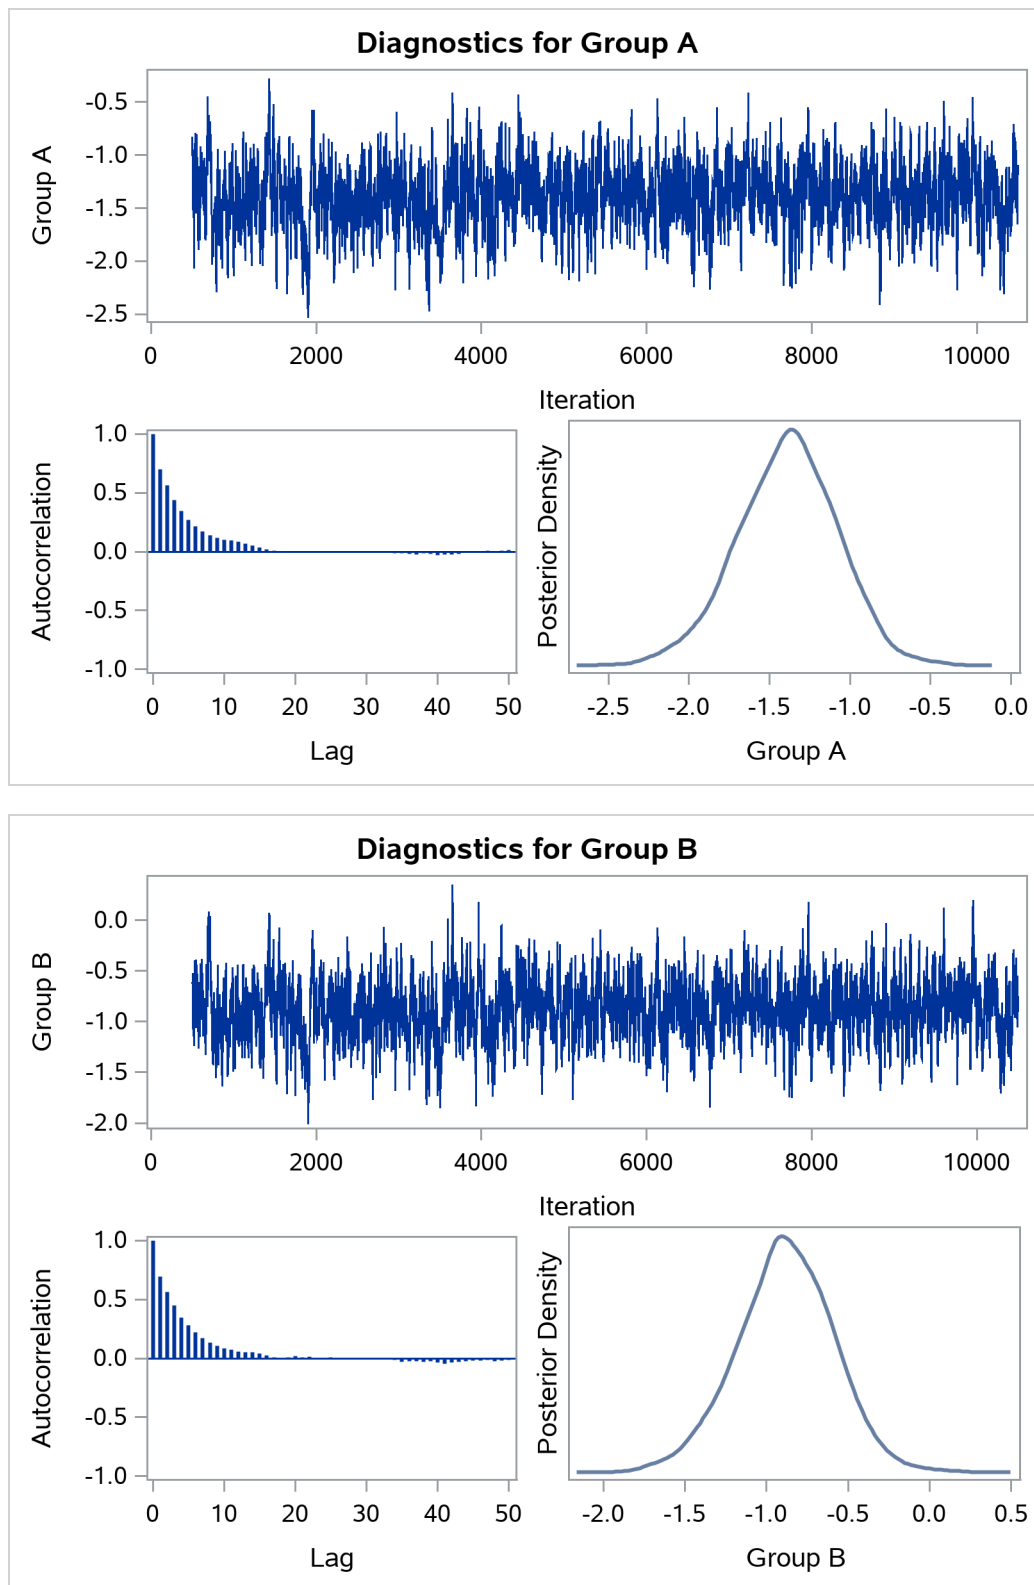 Diagnostics for Group A
Group A
-0.5
-1.0
-1.5
-2.0
-2.5
0 2000 4000 6000 8000 10000
Iteration
Autocorrelation
1.0
0.5
0.0
-0.5
-1.0
0 10 20 30 40 50
Lag
Posterior Density
-2.5 -2.0 -1.5 -1.0 -0.5 0.0
Group A
Diagnostics for Group B
Group B
0.0
-0.5
-1.0
-1.5
-2.0
0 2000 4000 6000 8000 10000
Iteration
Autocorrelation
1.0
0.5
0.0
-0.5
-1.0
0 10 20 30 40 50
Lag
Posterior Density
-2.0 -1.5 -1.0 -0.5 0.0 0.5
Group B